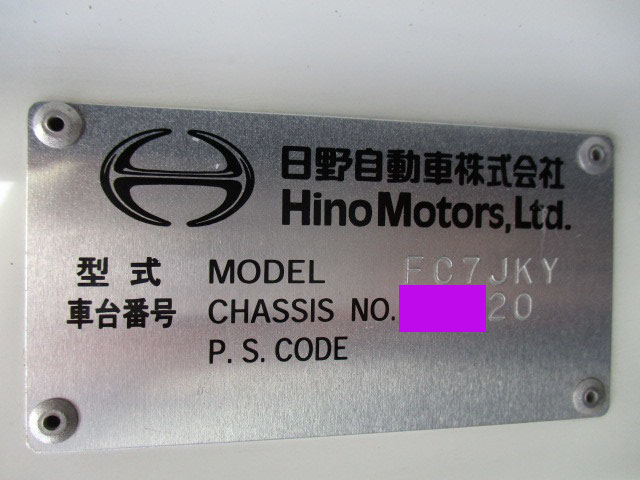 日野自動車株式会社
Hino Motors, Ltd.
型式 MODEL FC7JKY
車台番号 CHASSIS NO. 20
P. S. CODE